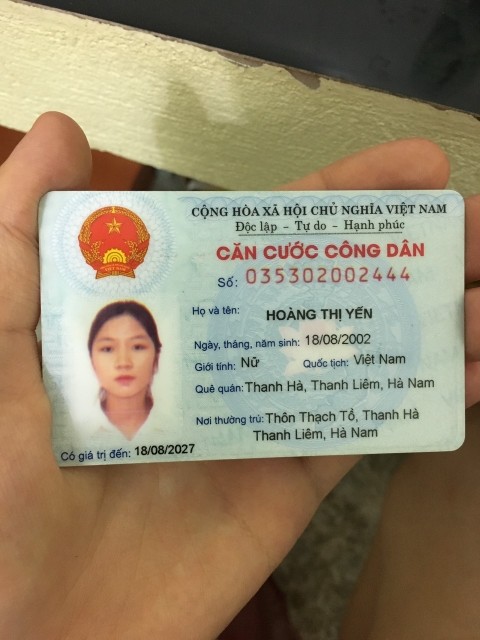 CỘNG HÒA XÃ HỘI CHỦ NGHĨA VIỆT NAM
Độc lập - Tự do - Hạnh phúc
CĂN CƯỚC CÔNG DÂN
Số: 035302002444
Họ và tên: HOÀNG THỊ YẾN
Ngày, tháng, năm sinh: 18/08/2002
Giới tính: Nữ Quốc tịch: Việt Nam
Quê quán: Thanh Hà, Thanh Liêm, Hà Nam
Nơi thường trú: Thôn Thạch Tổ, Thanh Hà
Thanh Liêm, Hà Nam
Có giá trị đến: 18/08/2027